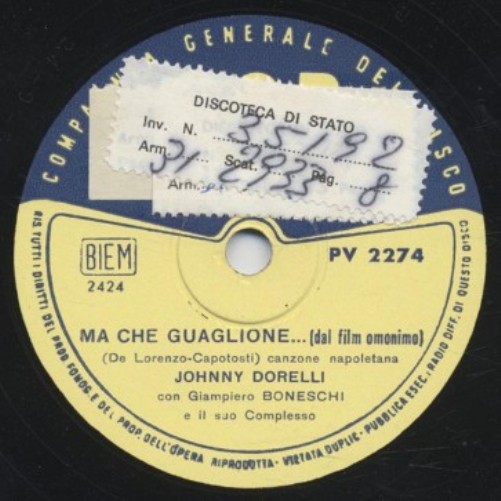 COMPAGNIA GENERALE DEL DISCO
DISCOTECA DI STATO
Inv. N. 35192
Arm. 31 Scat. 2933 Pag. 8
Arm.
BIEM
2424
PV 2274
MA CHE GUAGLIONE... (dal film omonimo)
(De Lorenzo-Capotosti) canzone napoletana
JOHNNY DORELLI
con Giampiero BONESCHI
e il suo Complesso
RIS. TUTTI I DIRITTI DEL PROD. FONOG. E DEL PROP. DELL'OPERA RIPRODOTTA - VIETATA DUPLIC. - PUBBLICA ESEC. E RADIO DIFF. DI QUESTO DISCO